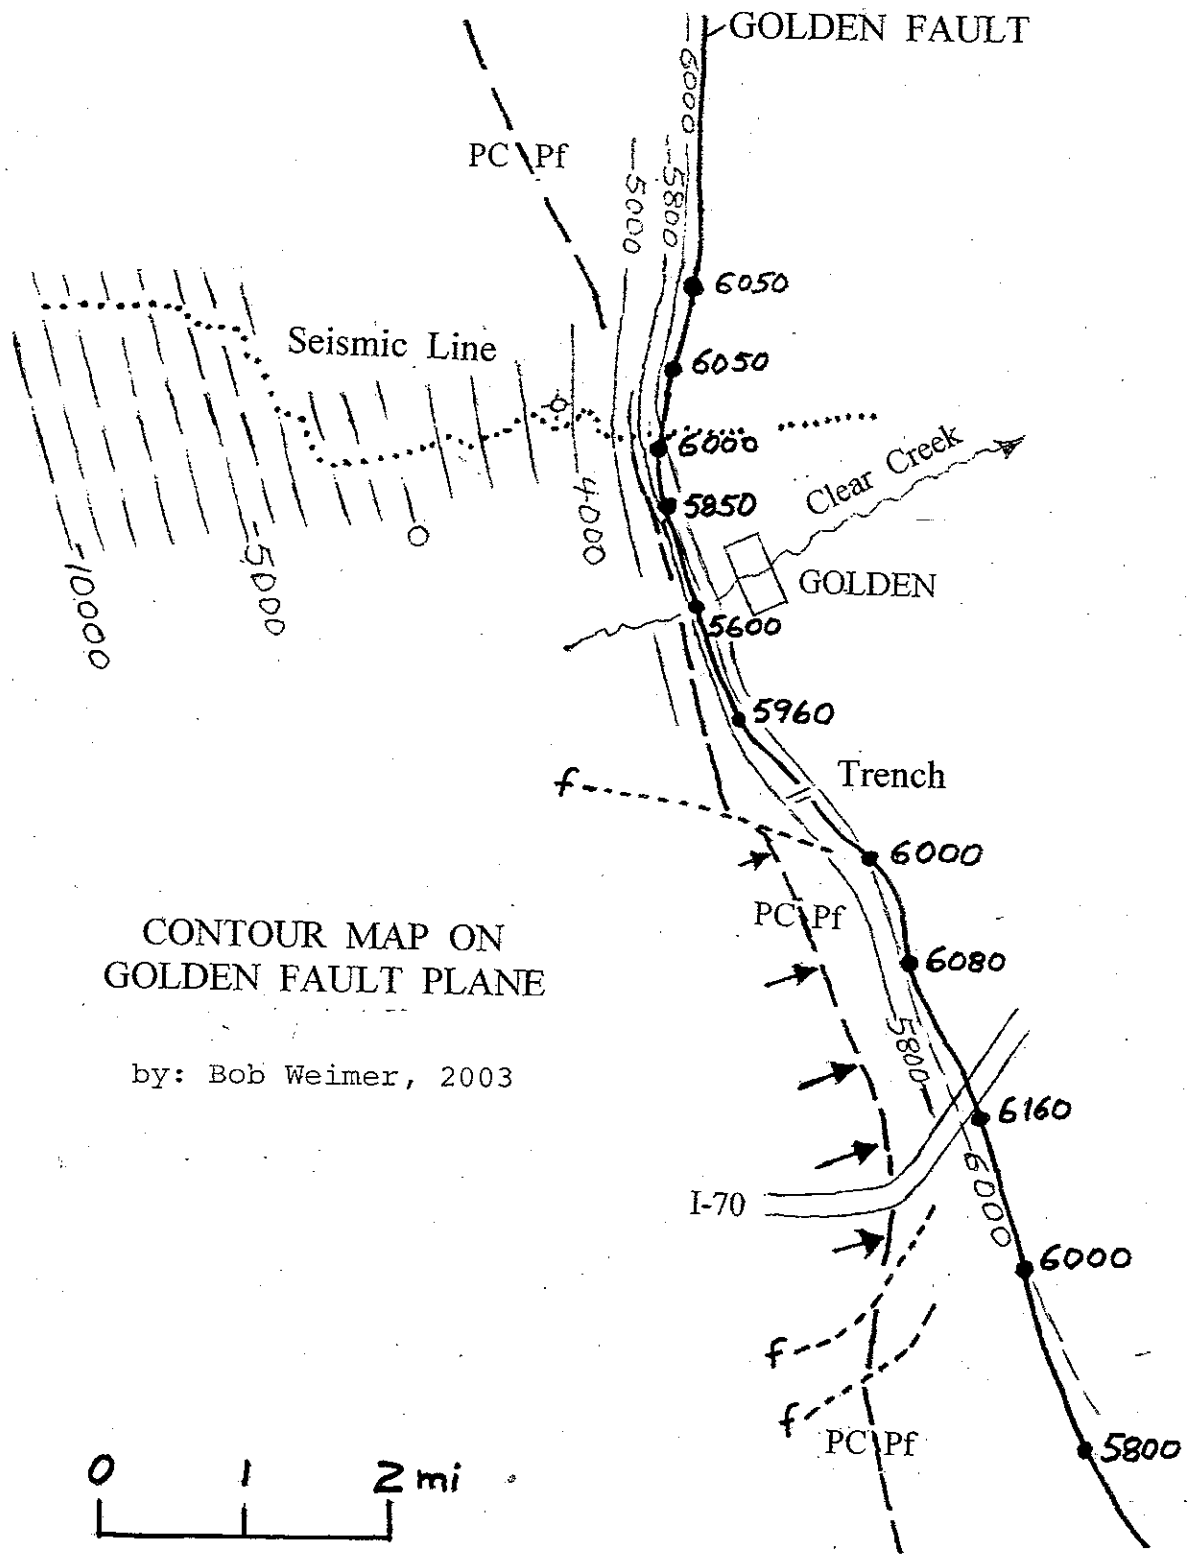 GOLDEN FAULT
6000
PC Pf
5000
5800
6050
Seismic Line
6050
6000
Clear Creek
4000
5850
-10000
-5000
GOLDEN
5600
5960
f
Trench
6000
PC Pf
CONTOUR MAP ON
GOLDEN FAULT PLANE
6080
5800
by: Bob Weimer, 2003
6160
6000
I-70
6000
f
f
PC Pf
5800
0 1 2 mi